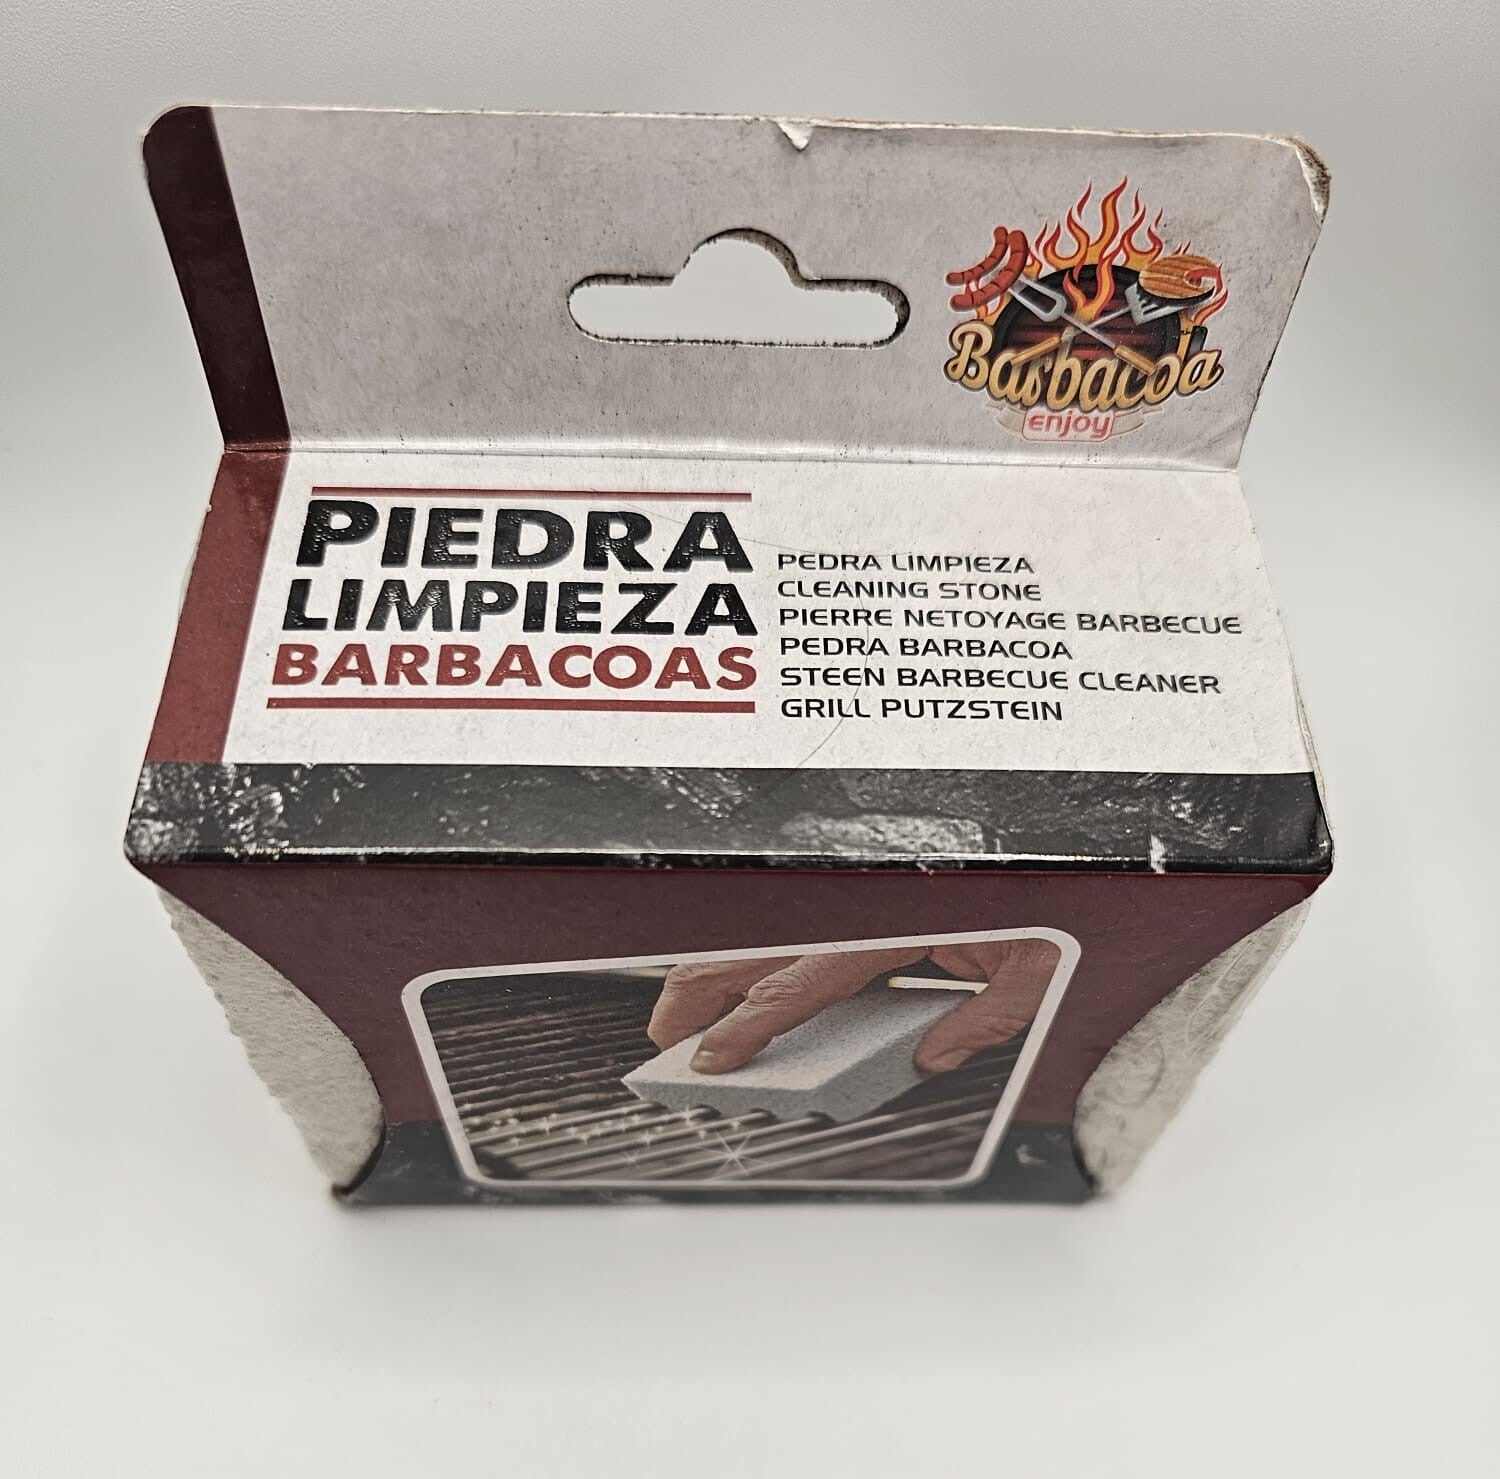 Barbacoa
enjoy
PIEDRA
LIMPIEZA
BARBACOAS
PEDRA LIMPIEZA
CLEANING STONE
PIERRE NETOYAGE BARBECUE
PEDRA BARBACOA
STEEN BARBECUE CLEANER
GRILL PUTZSTEIN